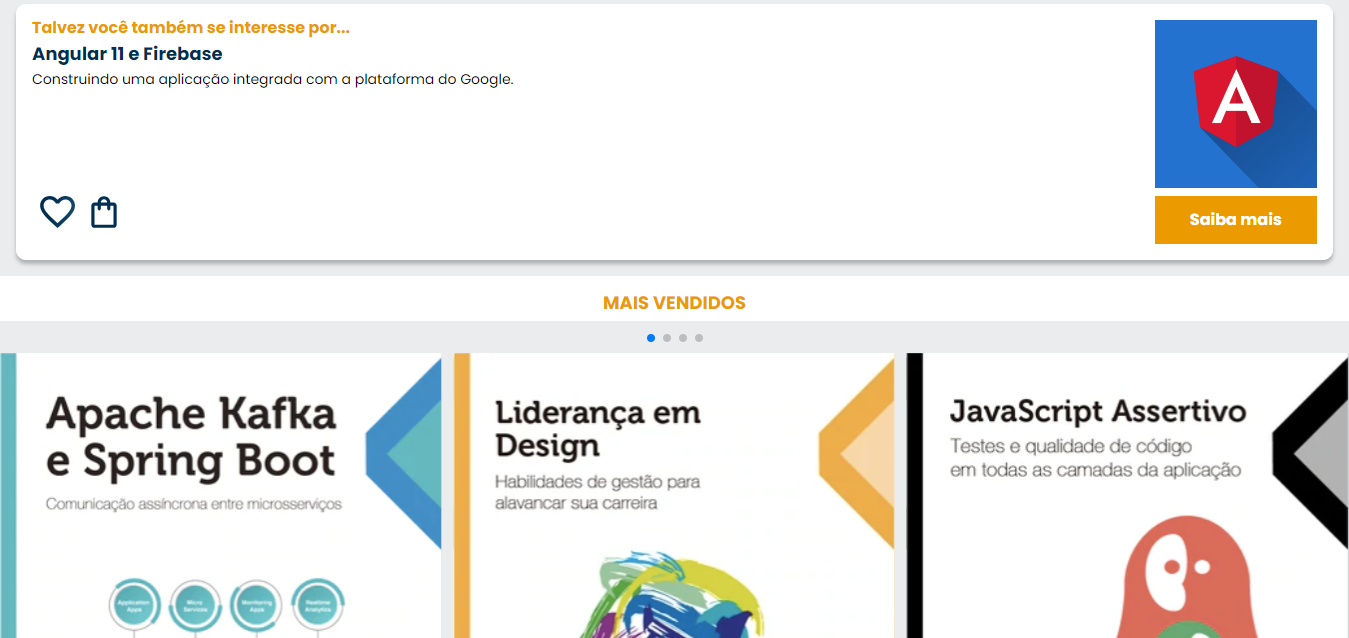 Talvez você também se interesse por...
Angular 11 e Firebase
Construindo uma aplicação integrada com a plataforma do Google.
A
Saiba mais
MAIS VENDIDOS
Apache Kafka
e Spring Boot
Comunicação assíncrona entre microsserviços
Application
Apps
Micro
Services
Monitoring
Apps
Realtime
Analytics
Liderança em
Design
Habilidades de gestão para
alavancar sua carreira
JavaScript Assertivo
Testes e qualidade de código
em todas as camadas da aplicação